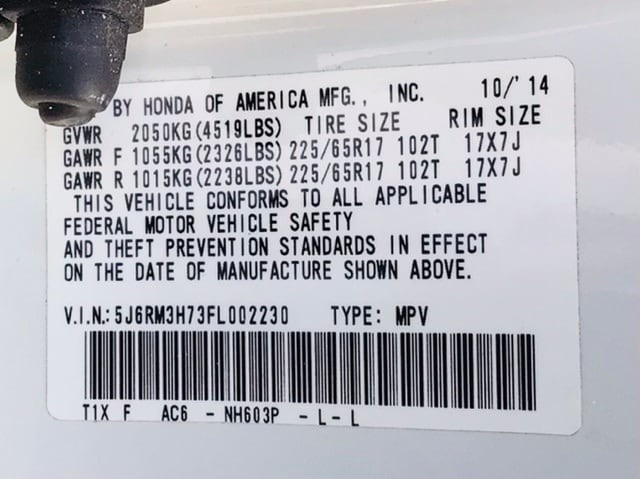 BY HONDA OF AMERICA MFG., INC. 10/'14
GVWR 2050KG(4519LBS) TIRE SIZE RIM SIZE
GAWR F 1055KG(2326LBS) 225/65R17 102T 17X7J
GAWR R 1015KG(2238LBS) 225/65R17 102T 17X7J
THIS VEHICLE CONFORMS TO ALL APPLICABLE
FEDERAL MOTOR VEHICLE SAFETY
AND THEFT PREVENTION STANDARDS IN EFFECT
ON THE DATE OF MANUFACTURE SHOWN ABOVE.
V.I.N.: 5J6RM3H73FL002230 TYPE: MPV
T1X F AC6 - NH603P - L - L